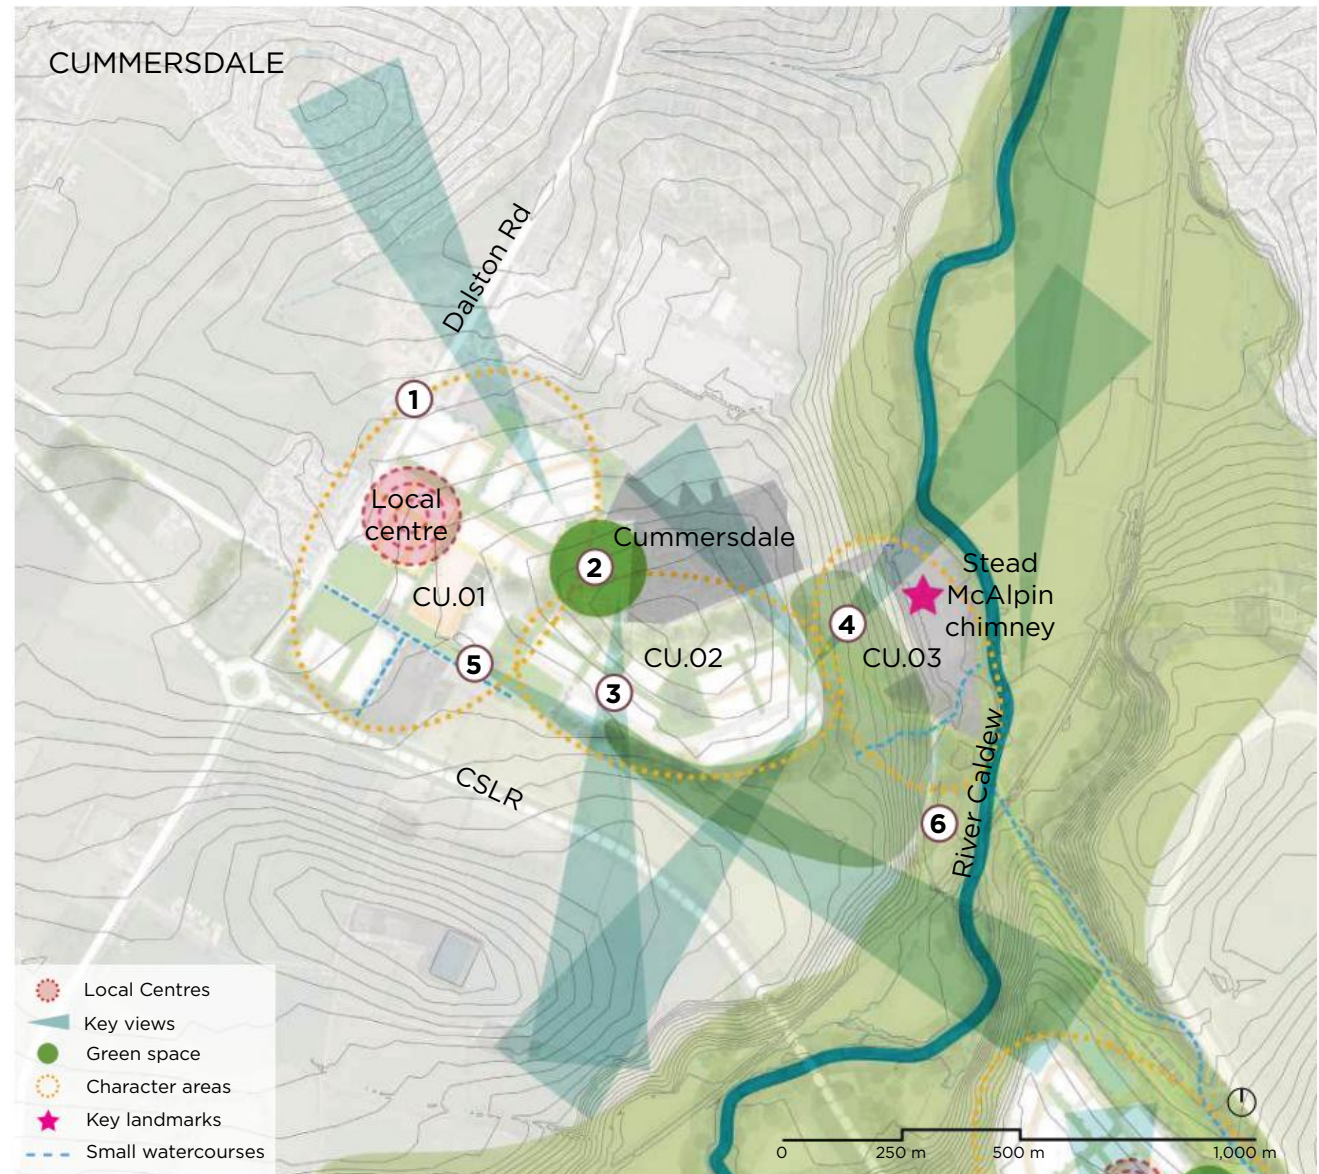 CUMMERSDALE
Dalston Rd
1
Local
centre
2
Cummersdale
Stead
McAlpin
chimney
CU.01
4
CU.02
CU.03
5
3
CSLR
6
River Caldew
Local Centres
Key views
Green space
Character areas
Key landmarks
Small watercourses
0
250 m
500 m
1,000 m